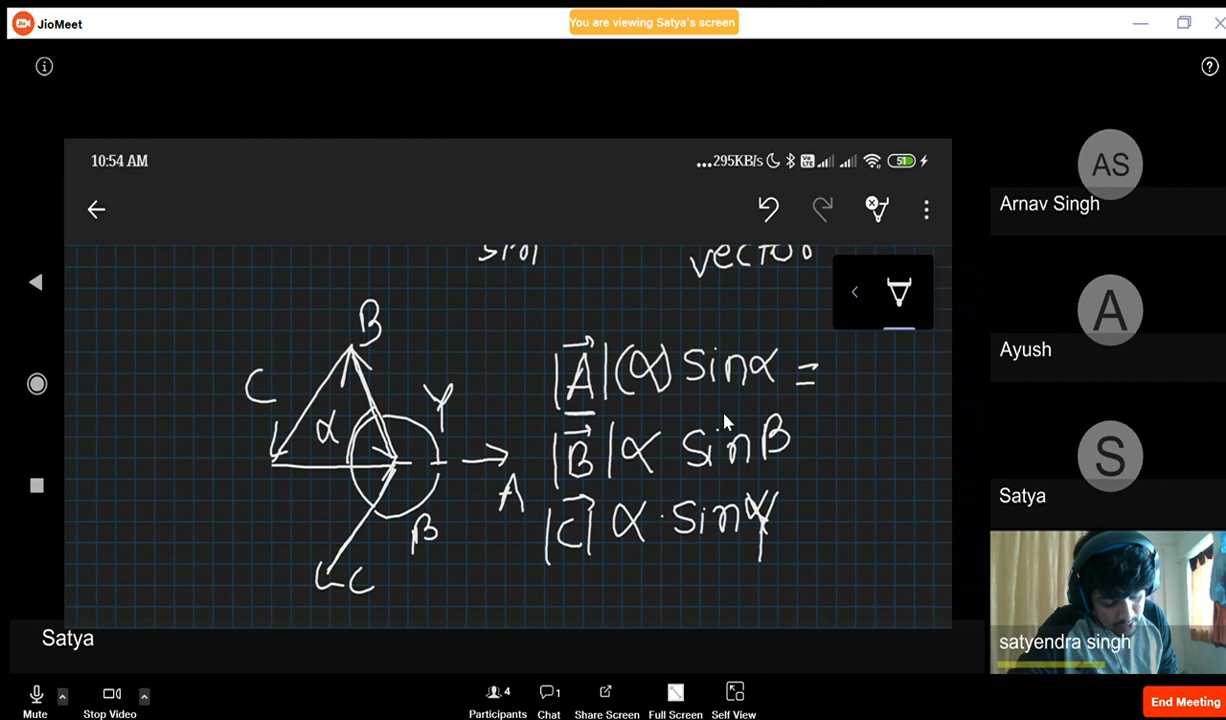 JioMeet
You are viewing Satya's screen
10:54 AM
...295KB/s
51
B
C
α
γ
A
β
C
|A| (α) sinα =
|B| α sinβ
|C| α . sinγ
AS
Arnav Singh
A
Ayush
S
Satya
satyendra singh
Satya
Mute
Stop Video
4
Participants
1
Chat
Share Screen
Full Screen
Self View
End Meeting